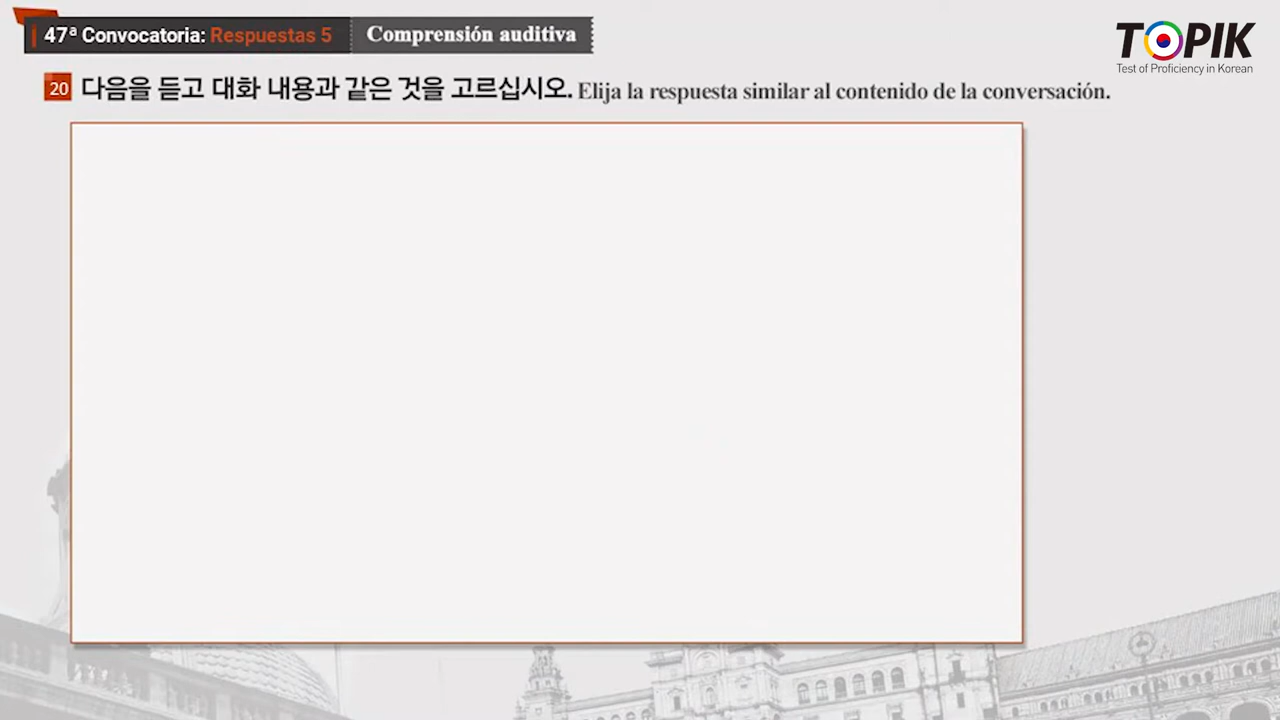 47ª Convocatoria: Respuestas 5 Comprensión auditiva
TOPIK
Test of Proficiency in Korean
20 다음을 듣고 대화 내용과 같은 것을 고르십시오. Elija la respuesta similar al contenido de la conversación.